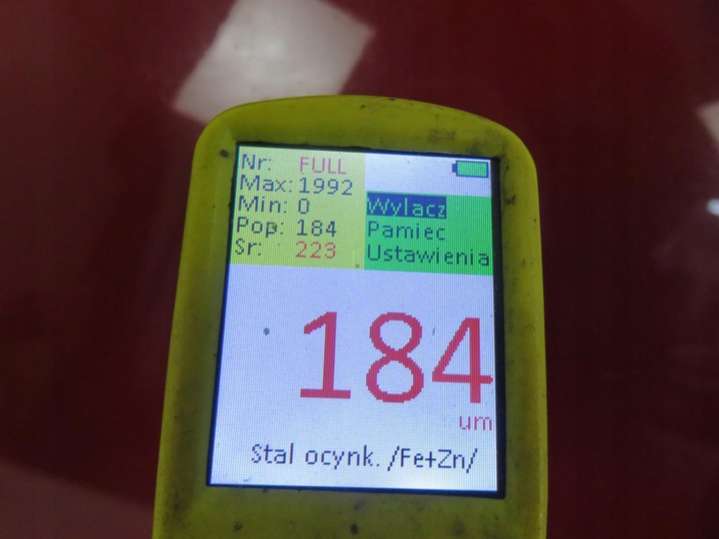 Nr: FULL
Max: 1992
Min: 0
Pop: 184
Sr: 223
Wylacz
Pamiec
Ustawienia
184
um
Stal ocynk. /Fe+Zn/